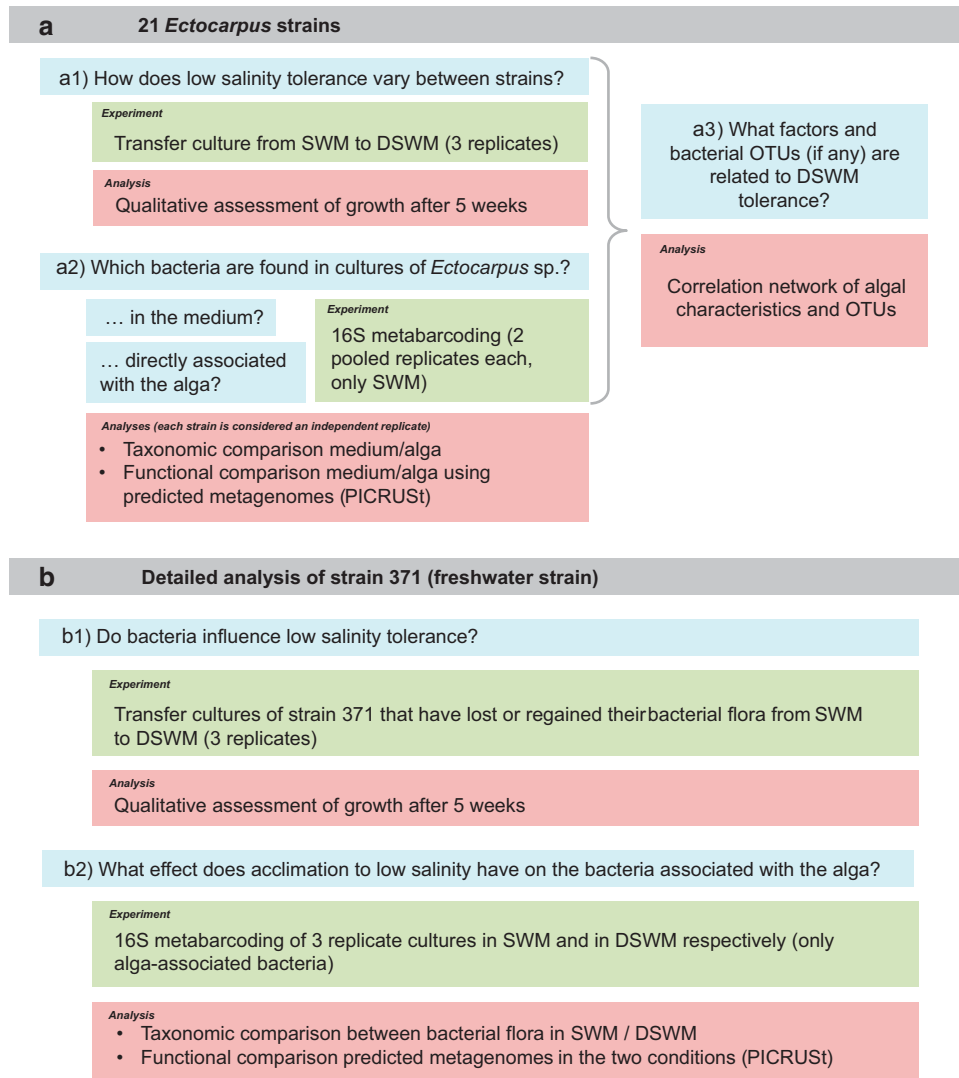 a 21 Ectocarpus strains
a1) How does low salinity tolerance vary between strains?
Experiment
Transfer culture from SWM to DSWM (3 replicates)
Analysis
Qualitative assessment of growth after 5 weeks
a2) Which bacteria are found in cultures of Ectocarpus sp.?
... in the medium?
... directly associated
with the alga?
Experiment
16S metabarcoding (2
pooled replicates each,
only SWM)
Analyses (each strain is considered an independent replicate)
• Taxonomic comparison medium/alga
• Functional comparison medium/alga using
predicted metagenomes (PICRUSt)
a3) What factors and
bacterial OTUs (if any) are
related to DSWM
tolerance?
Analysis
Correlation network of algal
characteristics and OTUs
b Detailed analysis of strain 371 (freshwater strain)
b1) Do bacteria influence low salinity tolerance?
Experiment
Transfer cultures of strain 371 that have lost or regained theirbacterial flora from SWM
to DSWM (3 replicates)
Analysis
Qualitative assessment of growth after 5 weeks
b2) What effect does acclimation to low salinity have on the bacteria associated with the alga?
Experiment
16S metabarcoding of 3 replicate cultures in SWM and in DSWM respectively (only
alga-associated bacteria)
Analysis
• Taxonomic comparison between bacterial flora in SWM / DSWM
• Functional comparison predicted metagenomes in the two conditions (PICRUSt)